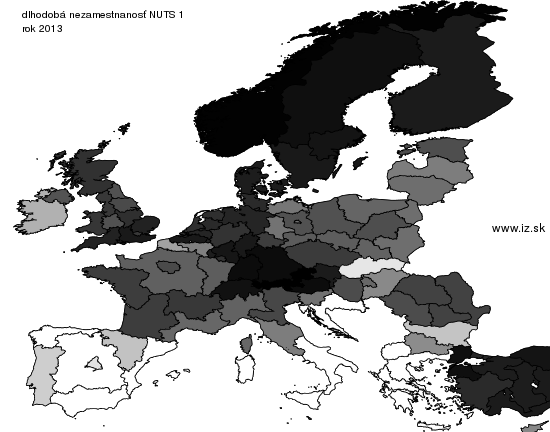 dlhodobá nezamestnanosť NUTS 1
rok 2013
www.iz.sk